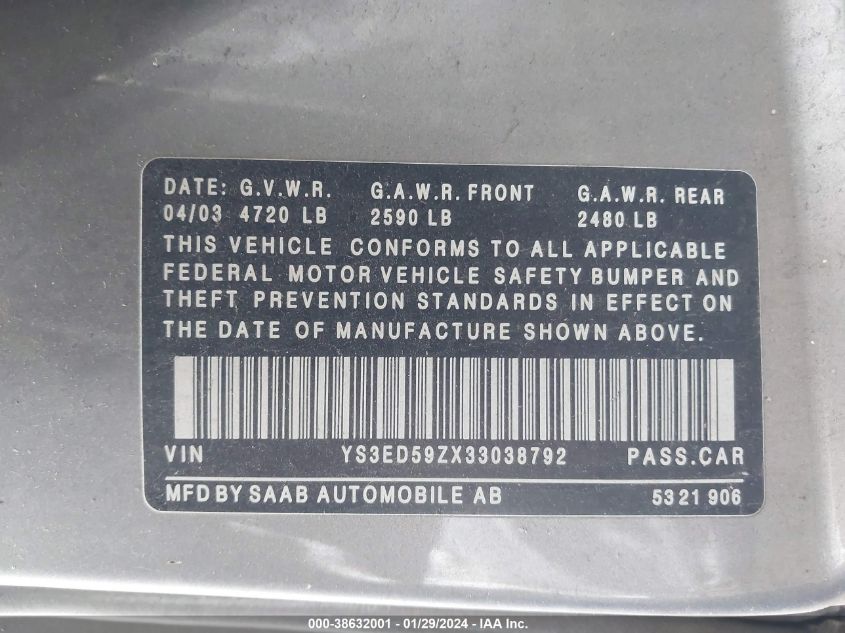 DATE: G.V.W.R. G.A.W.R. FRONT G.A.W.R. REAR
04/03 4720 LB 2590 LB 2480 LB
THIS VEHICLE CONFORMS TO ALL APPLICABLE
FEDERAL MOTOR VEHICLE SAFETY BUMPER AND
THEFT PREVENTION STANDARDS IN EFFECT ON
THE DATE OF MANUFACTURE SHOWN ABOVE.
VIN YS3ED59ZX33038792 PASS.CAR
MFD BY SAAB AUTOMOBILE AB 5321906
000-38632001 - 01/29/2024 - IAA Inc.